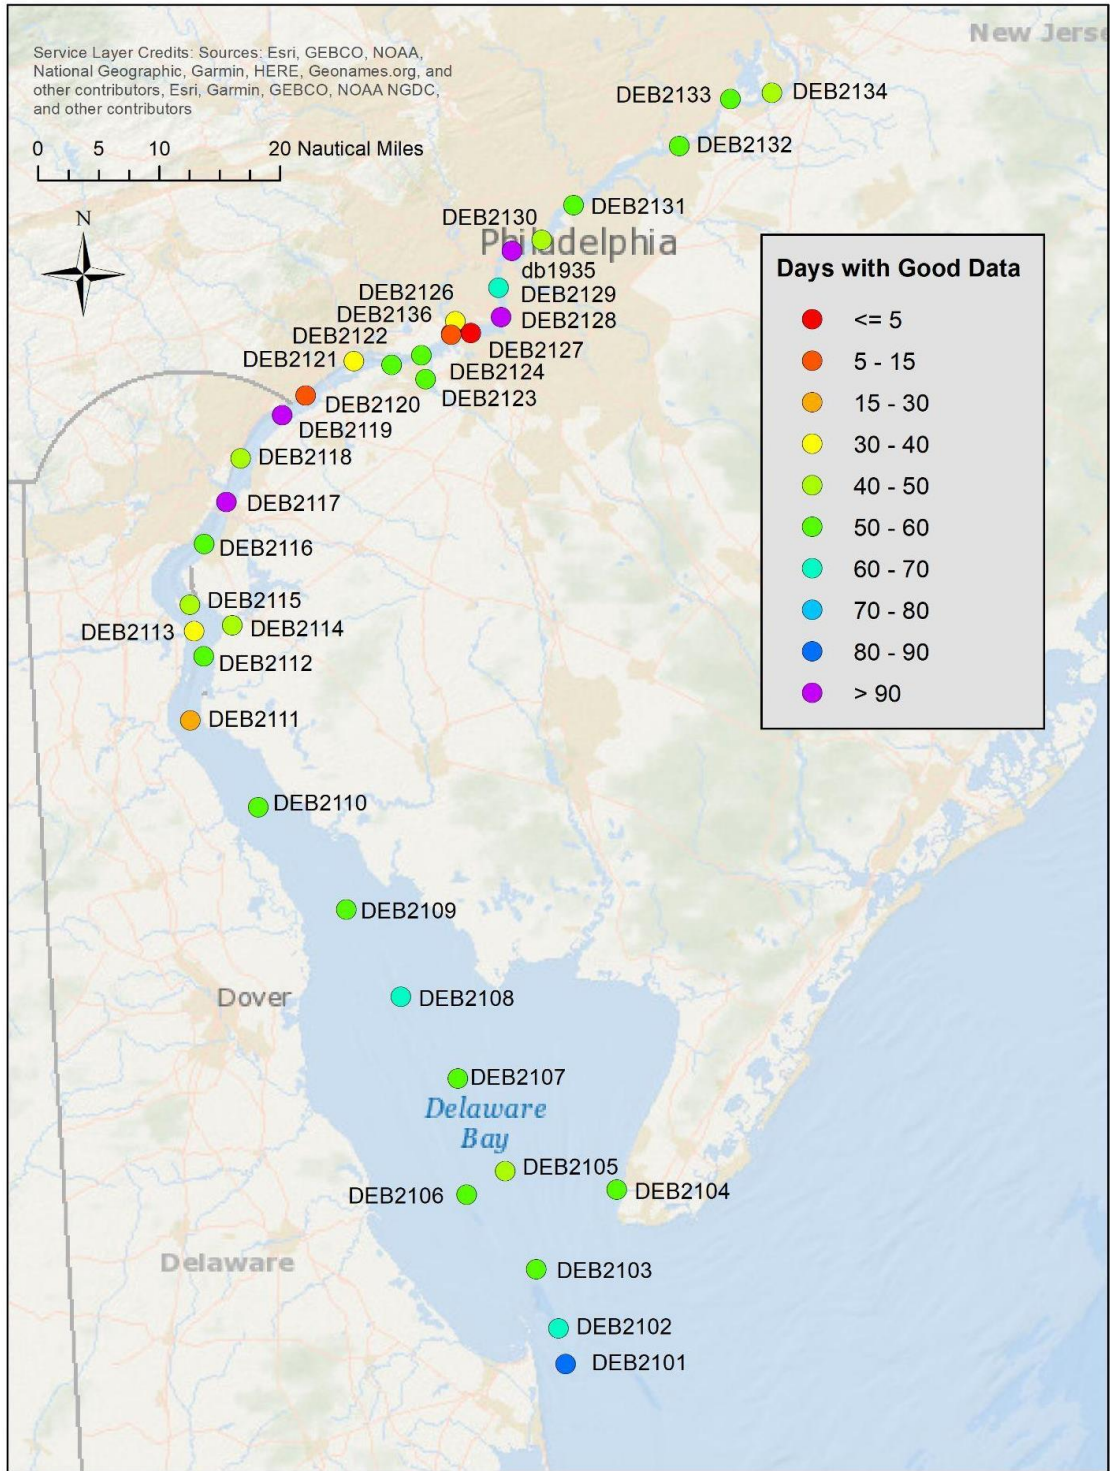 New Jerse
Service Layer Credits: Sources: Esri, GEBCO, NOAA,
National Geographic, Garmin, HERE, Geonames.org, and
other contributors, Esri, Garmin, GEBCO, NOAA NGDC,
and other contributors
0 5 10 20 Nautical Miles
N
DEB2133
DEB2134
DEB2132
DEB2131
DEB2130
Philadelphia
db1935
DEB2129
DEB2126
DEB2136
DEB2128
DEB2122
DEB2127
DEB2121
DEB2124
DEB2123
DEB2120
DEB2119
DEB2118
DEB2117
DEB2116
DEB2115
DEB2114
DEB2113
DEB2112
DEB2111
DEB2110
DEB2109
Dover
DEB2108
DEB2107
Delaware
Bay
DEB2105
DEB2106
DEB2104
Delaware
DEB2103
DEB2102
DEB2101
Days with Good Data
<= 5
5 - 15
15 - 30
30 - 40
40 - 50
50 - 60
60 - 70
70 - 80
80 - 90
> 90